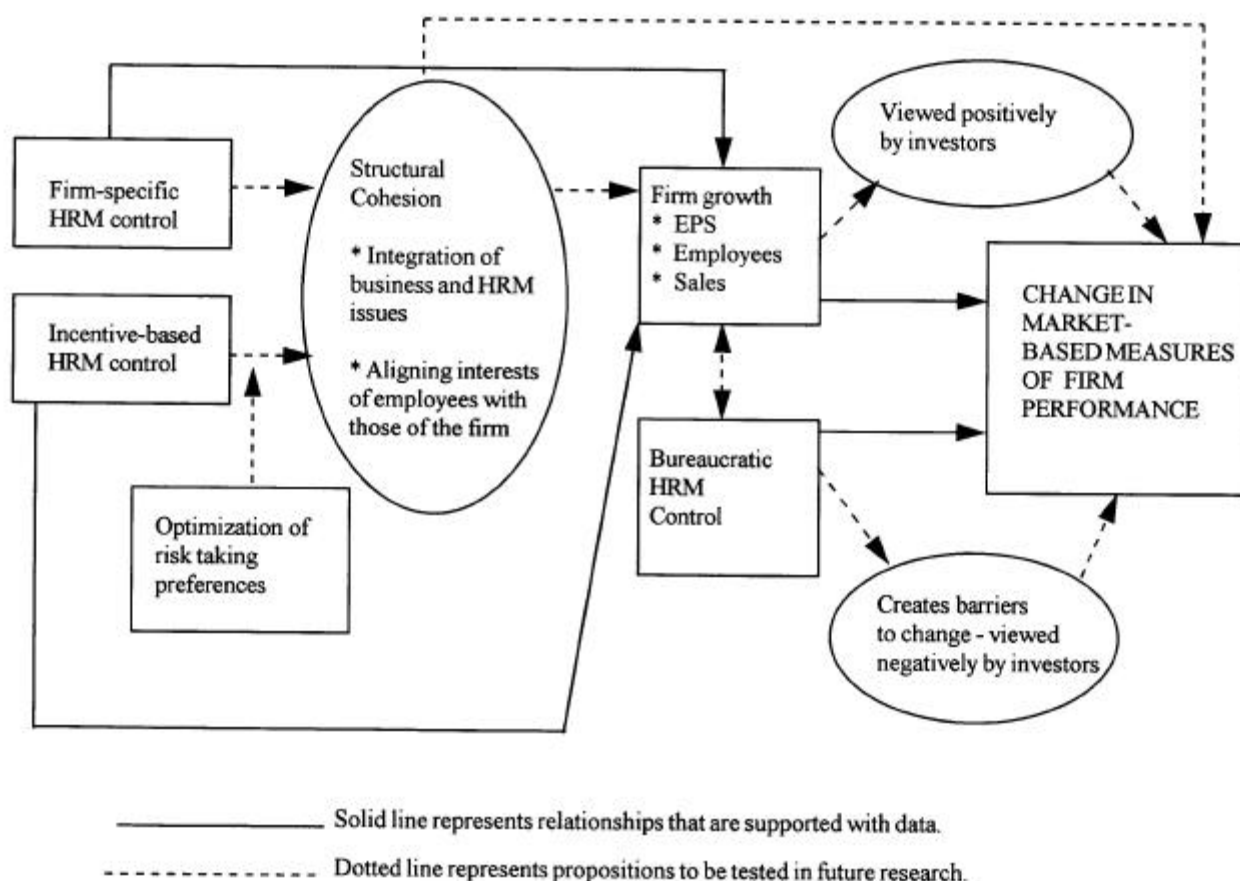 Firm-specific
HRM control
Incentive-based
HRM control
Optimization of
risk taking
preferences
Structural
Cohesion
* Integration of
business and HRM
issues
* Aligning interests
of employees with
those of the firm
Firm growth
* EPS
* Employees
* Sales
Bureaucratic
HRM
Control
Viewed positively
by investors
Creates barriers
to change - viewed
negatively by investors
CHANGE IN
MARKET-
BASED MEASURES
OF FIRM
PERFORMANCE
Solid line represents relationships that are supported with data.
Dotted line represents propositions to be tested in future research.